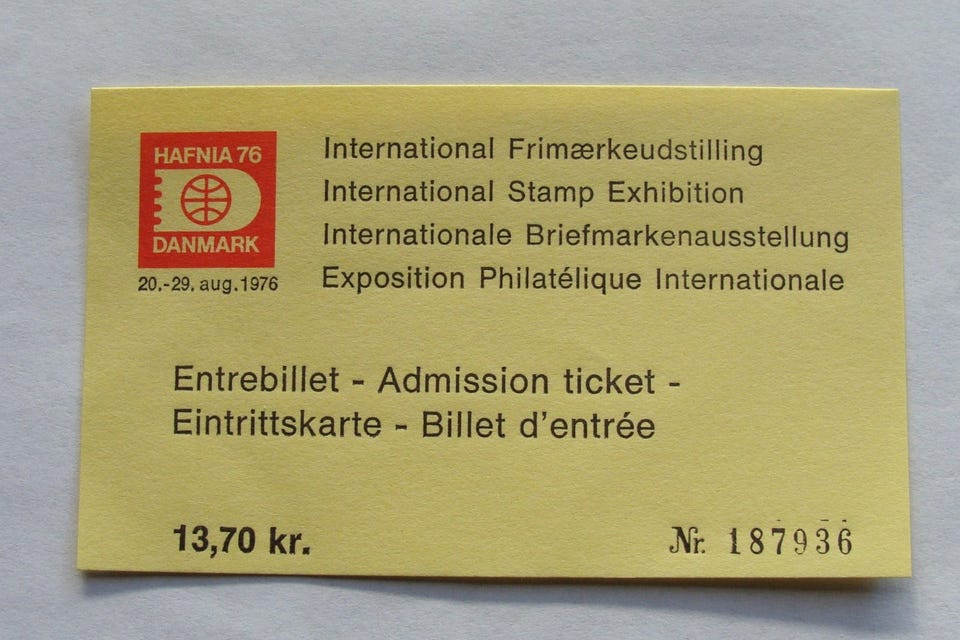 HAFNIA 76
DANMARK
20.-29. aug. 1976
International Frimærkeudstilling
International Stamp Exhibition
Internationale Briefmarkenausstellung
Exposition Philatélique Internationale
Entrebillet - Admission ticket -
Eintrittskarte - Billet d'entrée
13,70 kr.
Nr. 187936